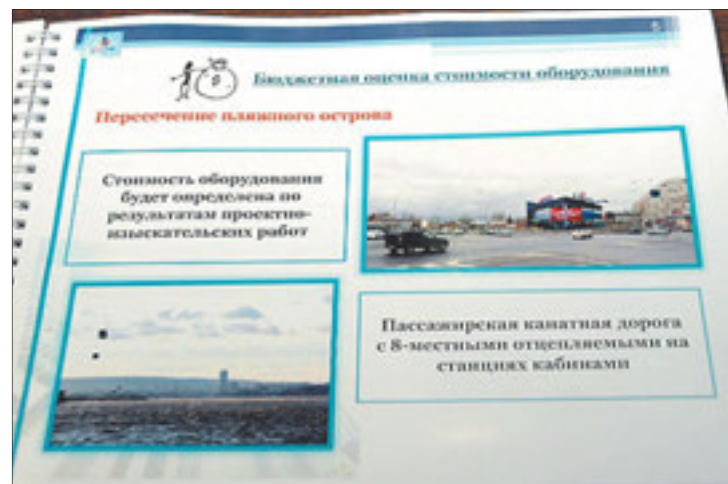 Бюджетная оценка стоимости оборудования
Пересечение пляжного острова
Стоимость оборудования
будет определена по
результатам проектно-
изыскательских работ
Пассажирская канатная дорога
с 8-местными отцепляемыми на
станциях кабинами